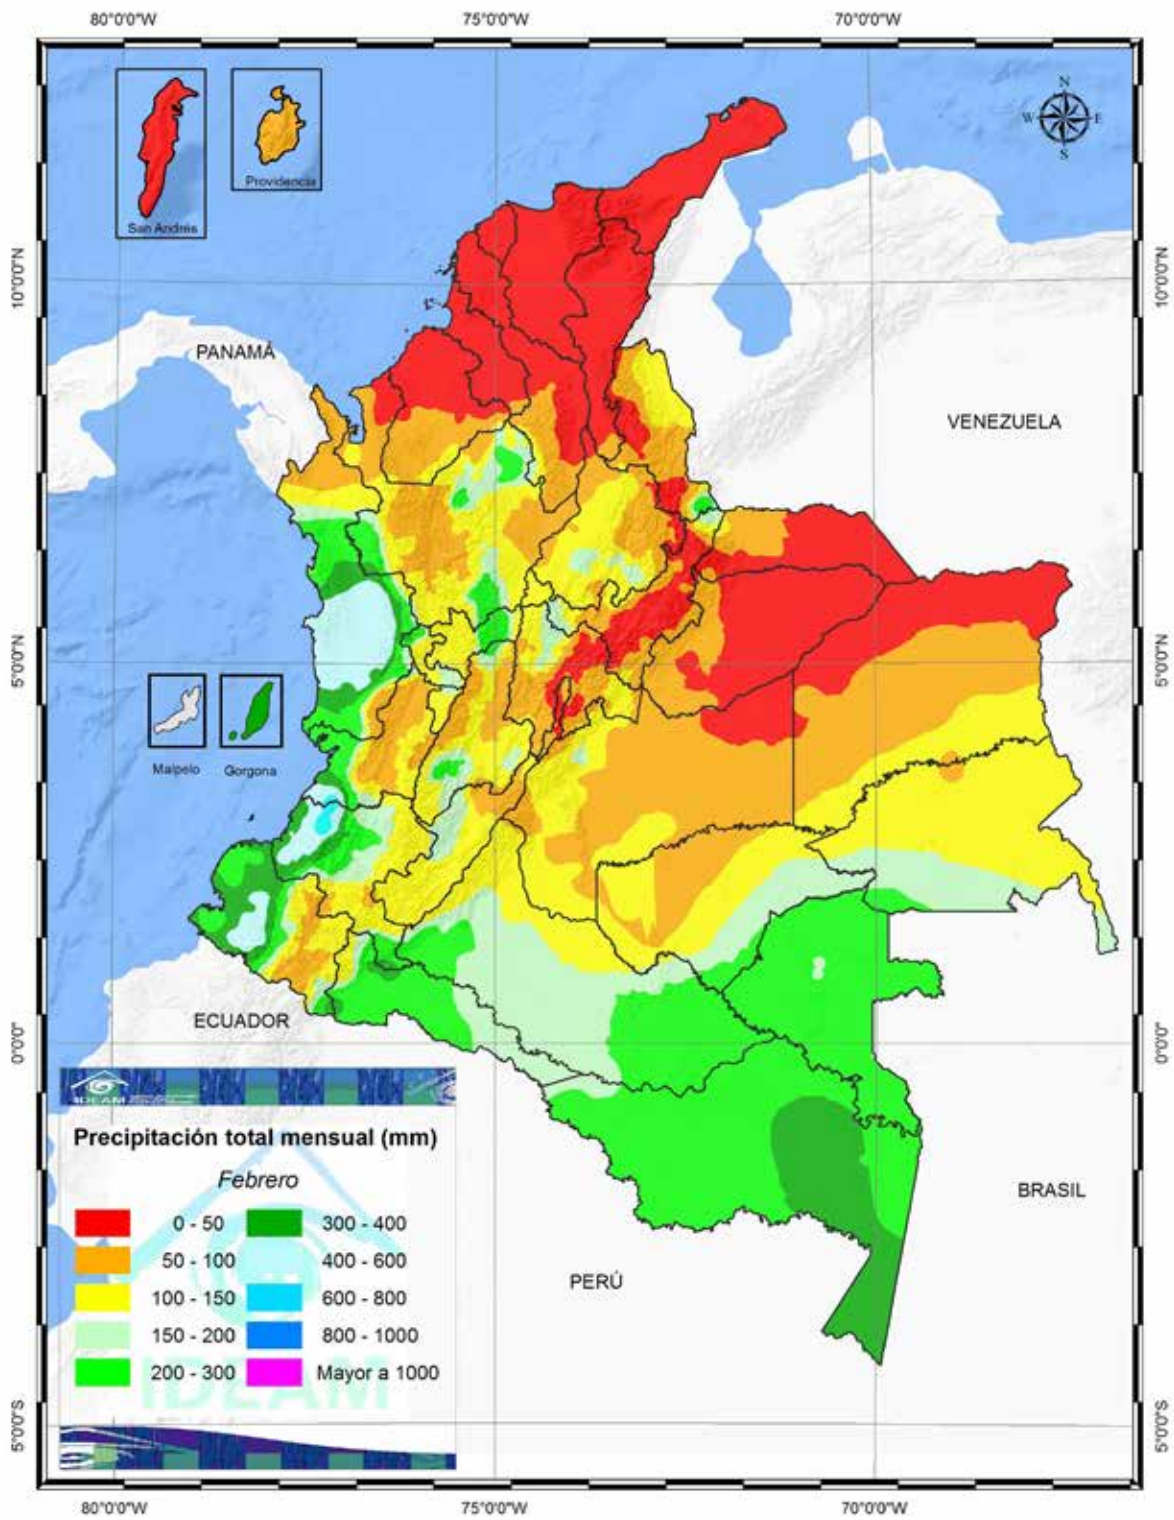 80°0'0"W
75°0'0"W
70°0'0"W
N
W
E
S
San Andrés
Providencia
10°0'0"N
10°0'0"N
PANAMÁ
VENEZUELA
5°0'0"N
5°0'0"N
Malpelo
Gorgona
ECUADOR
0°0'0"
0°0'0"
IDEAM
Precipitación total mensual (mm)
Febrero
0 - 50
300 - 400
50 - 100
400 - 600
100 - 150
600 - 800
150 - 200
800 - 1000
200 - 300
Mayor a 1000
IDEAM
BRASIL
PERÚ
5°0'0"S
5°0'0"S
80°0'0"W
75°0'0"W
70°0'0"W